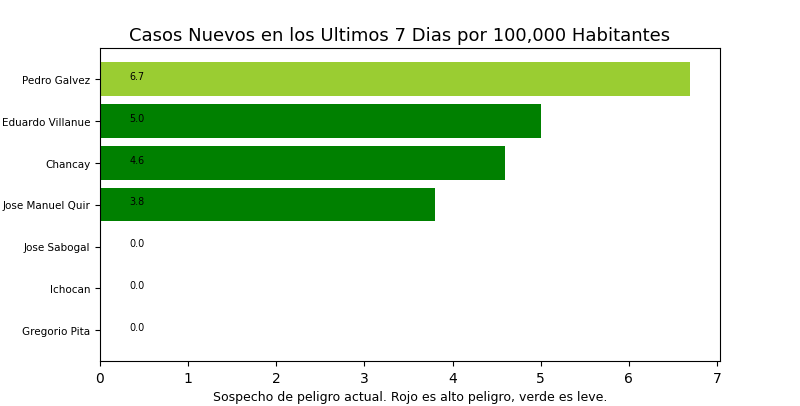 Casos Nuevos en los Ultimos 7 Dias por 100,000 Habitantes
Pedro Galvez 6.7
Eduardo Villanue 5.0
Chancay 4.6
Jose Manuel Quir 3.8
Jose Sabogal 0.0
Ichocan 0.0
Gregorio Pita 0.0
0 1 2 3 4 5 6 7
Sospecho de peligro actual. Rojo es alto peligro, verde es leve.